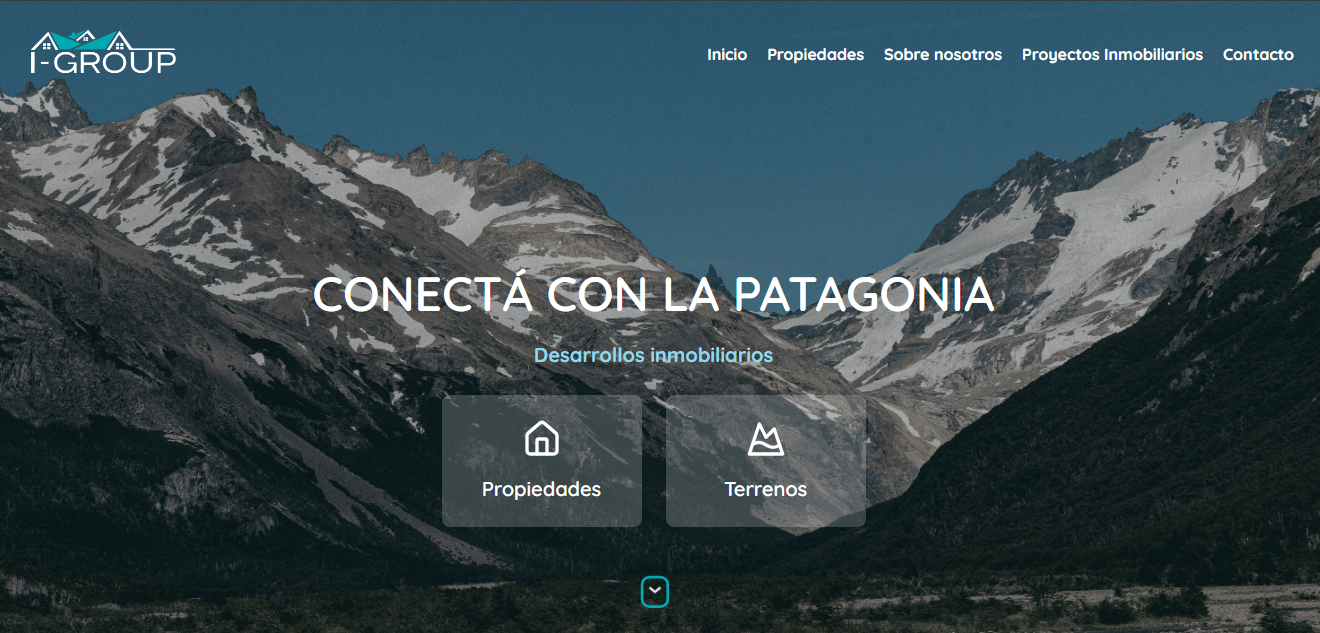 I-GROUP
Inicio Propiedades Sobre nosotros Proyectos Inmobiliarios Contacto
CONECTÁ CON LA PATAGONIA
Desarrollos inmobiliarios
Propiedades Terrenos